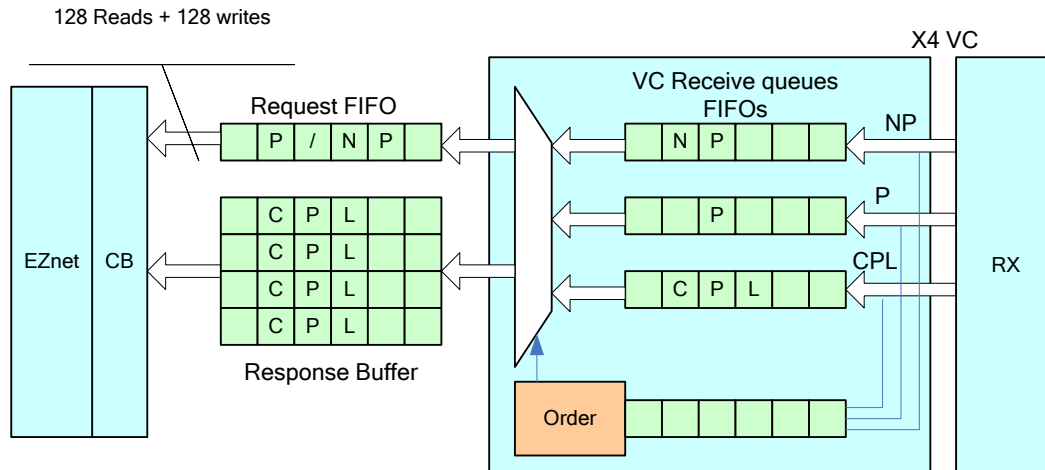 128 Reads + 128 writes
X4 VC
VC Receive queues
FIFOs
Request FIFO
NP
P / N P
N P
P
P
EZnet
CB
C P L
C P L
C P L
C P L
CPL
C P L
RX
Response Buffer
Order